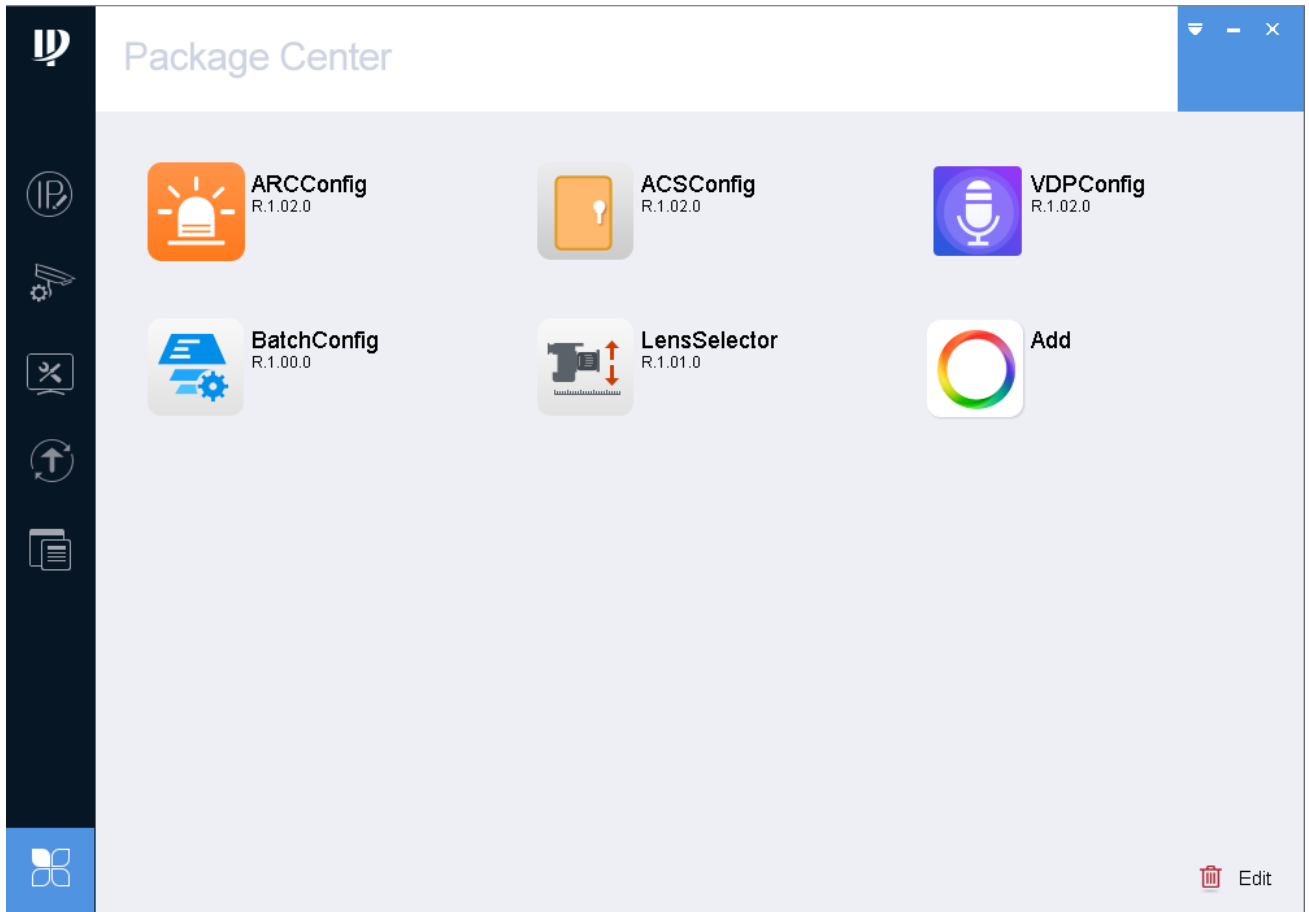 Package Center
ARCConfig
R.1.02.0
ACSConfig
R.1.02.0
VDPConfig
R.1.02.0
BatchConfig
R.1.00.0
LensSelector
R.1.01.0
Add
IP
Edit